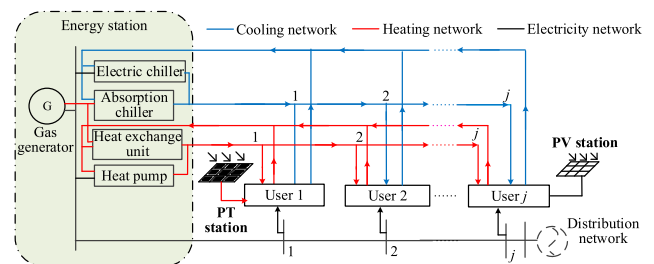 Energy station
Cooling network
Heating network
Electricity network
Electric chiller
G
Absorption
chiller
Gas
generator
Heat exchange
unit
Heat pump
1
2
j
1
2
j
PV station
PT
station
User 1
User 2
User j
Distribution
network
1
2
j